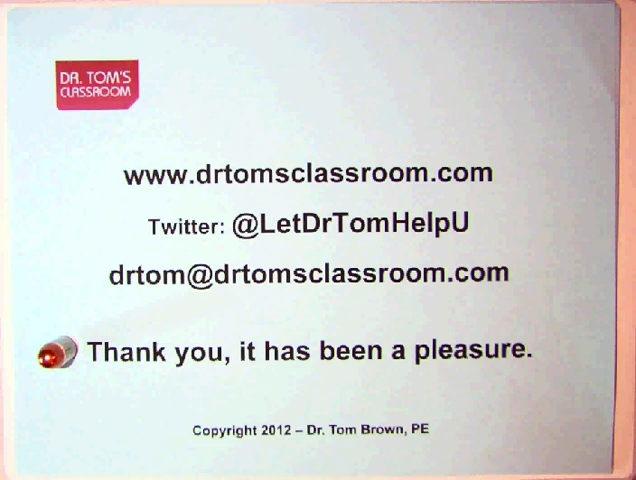 DR. TOM'S
CLASSROOM
www.drtomsclassroom.com
Twitter: @LetDrTomHelpU
drtom@drtomsclassroom.com
Thank you, it has been a pleasure.
Copyright 2012 – Dr. Tom Brown, PE